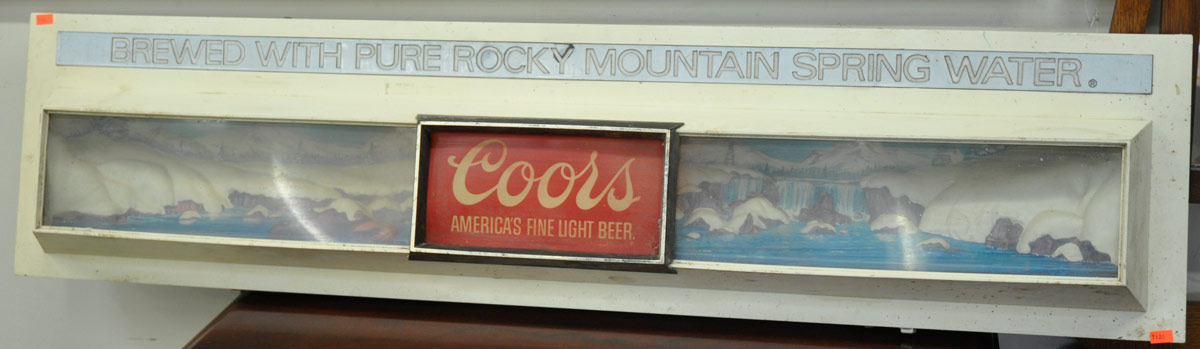 BREWED WITH PURE ROCKY MOUNTAIN SPRING WATER®
Coors
AMERICA'S FINE LIGHT BEER.